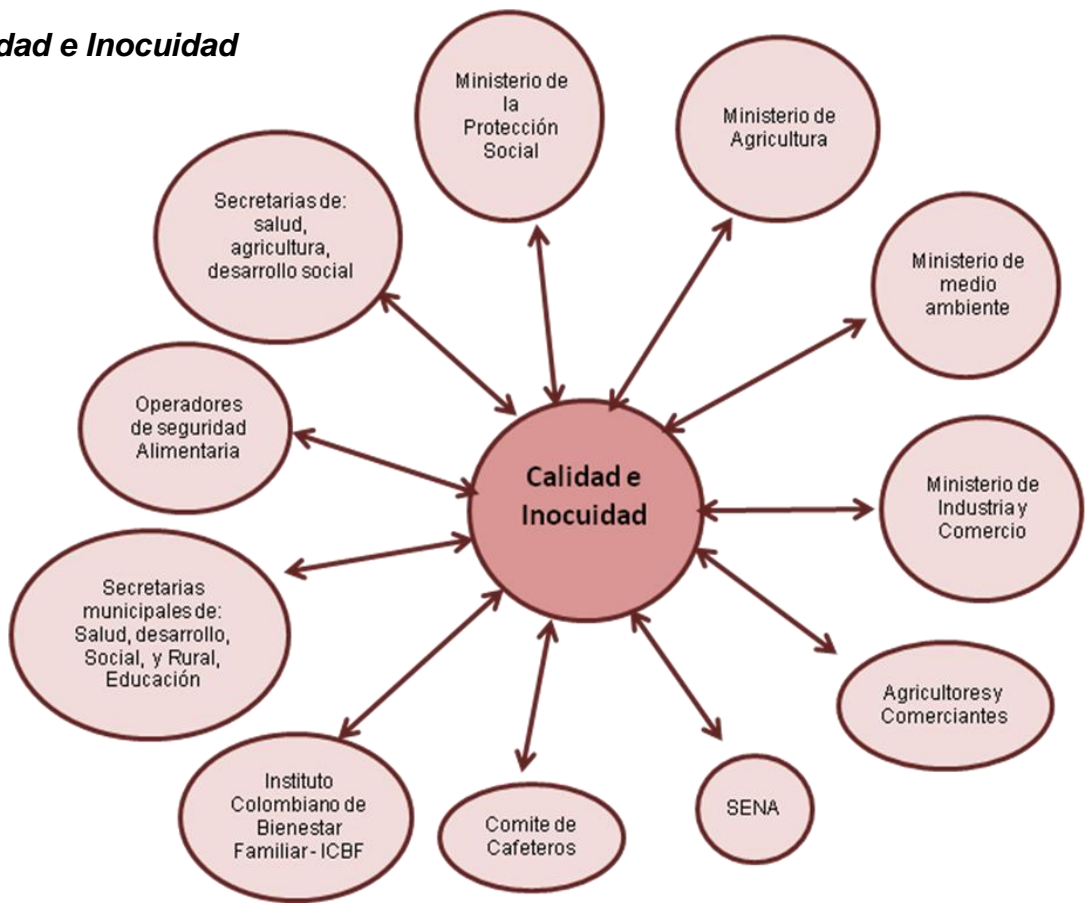 dad e Inocuidad
Ministerio de
la
Protección
Social
Ministerio de
Agricultura
Secretarias de:
salud,
agricultura,
desarrollo social
Ministerio de
medio
ambiente
Operadores
de seguridad
Alimentaria
Calidad e
Inocuidad
Ministerio de
Industria y
Comercio
Secretarias
municipales de:
Salud, desarrollo,
Social, y Rural,
Educación
Agricultores y
Comerciantes
Instituto
Colombiano de
Bienestar
Familiar- ICBF
Comite de
Cafeteros
SENA